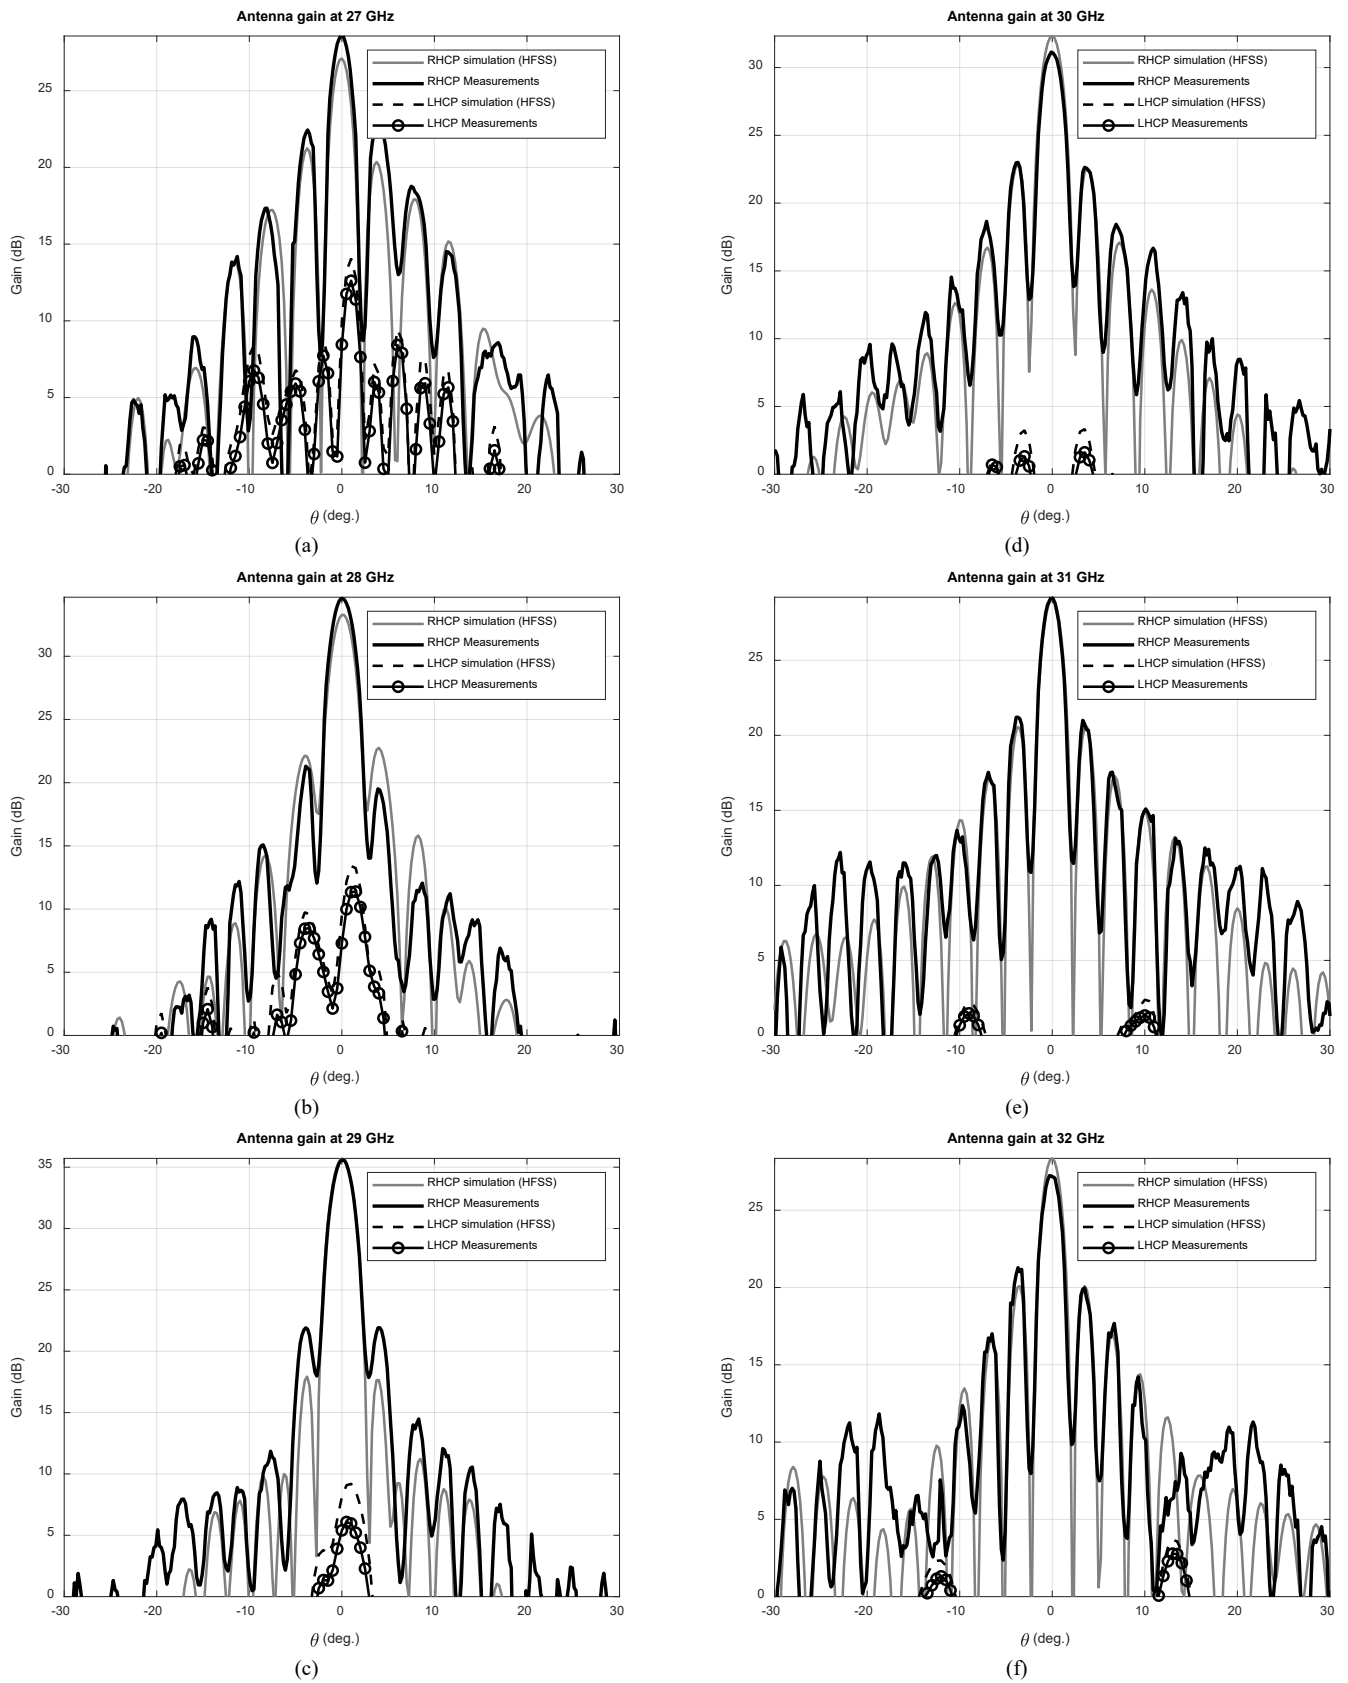 Antenna gain at 27 GHz
RHCP simulation (HFSS)
RHCP Measurements
LHCP simulation (HFSS)
LHCP Measurements
Gain (dB)
25
20
15
10
5
0
-30 -20 -10 0 10 20 30
θ (deg.)
(a)
Antenna gain at 30 GHz
RHCP simulation (HFSS)
RHCP Measurements
LHCP simulation (HFSS)
LHCP Measurements
Gain (dB)
30
25
20
15
10
5
0
-30 -20 -10 0 10 20 30
θ (deg.)
(d)
Antenna gain at 28 GHz
RHCP simulation (HFSS)
RHCP Measurements
LHCP simulation (HFSS)
LHCP Measurements
Gain (dB)
30
25
20
15
10
5
0
-30 -20 -10 0 10 20 30
θ (deg.)
(b)
Antenna gain at 31 GHz
RHCP simulation (HFSS)
RHCP Measurements
LHCP simulation (HFSS)
LHCP Measurements
Gain (dB)
25
20
15
10
5
0
-30 -20 -10 0 10 20 30
θ (deg.)
(e)
Antenna gain at 29 GHz
RHCP simulation (HFSS)
RHCP Measurements
LHCP simulation (HFSS)
LHCP Measurements
Gain (dB)
35
30
25
20
15
10
5
0
-30 -20 -10 0 10 20 30
θ (deg.)
(c)
Antenna gain at 32 GHz
RHCP simulation (HFSS)
RHCP Measurements
LHCP simulation (HFSS)
LHCP Measurements
Gain (dB)
25
20
15
10
5
0
-30 -20 -10 0 10 20 30
θ (deg.)
(f)